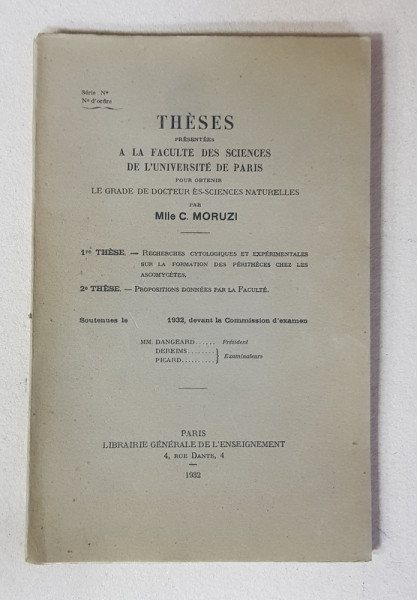 Série N°
N° d'ordre
THÈSES
PRÉSENTÉES
A LA FACULTE DES SCIENCES
DE L'UNIVERSITÉ DE PARIS
POUR OBTENIR
LE GRADE DE DOCTEUR ÈS-SCIENCES NATURELLES
PAR
Mlle C. MORUZI
1re THÈSE. — RECHERCHES CYTOLOGIQUES ET EXPÉRIMENTALES
SUR LA FORMATION DES PÉRITHÈCES CHEZ LES
ASCOMYCÈTES.
2e THÈSE. — PROPOSITIONS DONNÉES PAR LA FACULTÉ.
Soutenues le 1932, devant la Commission d'examen
MM. DANGEARD...... Président
DEREIMS........
PICARD.......... } Examinateurs
PARIS
LIBRAIRIE GÉNÉRALE DE L'ENSEIGNEMENT
4, RUE DANTE, 4
1932